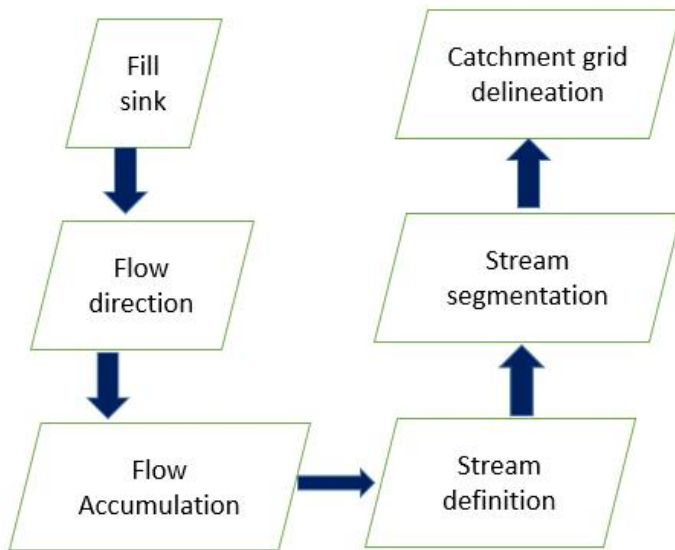 Fill
sink
Flow
direction
Flow
Accumulation
Stream
definition
Stream
segmentation
Catchment grid
delineation